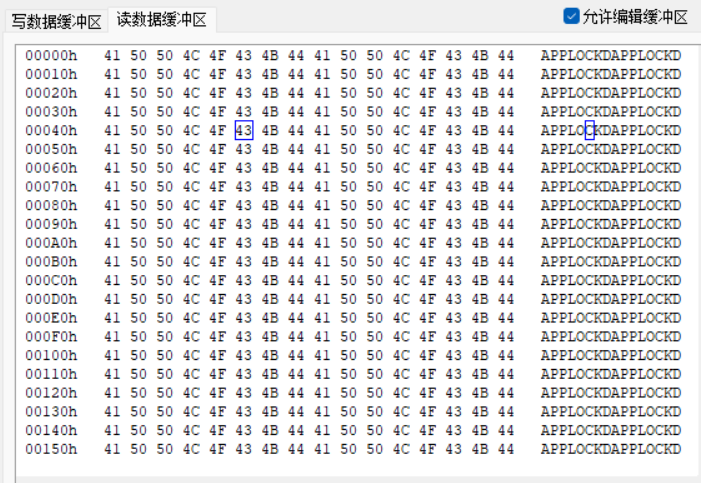 写数据缓冲区 读数据缓冲区 允许编辑缓冲区
00000h 41 50 50 4C 4F 43 4B 44 41 50 50 4C 4F 43 4B 44 APPLOCKDAPPLOCKD
00010h 41 50 50 4C 4F 43 4B 44 41 50 50 4C 4F 43 4B 44 APPLOCKDAPPLOCKD
00020h 41 50 50 4C 4F 43 4B 44 41 50 50 4C 4F 43 4B 44 APPLOCKDAPPLOCKD
00030h 41 50 50 4C 4F 43 4B 44 41 50 50 4C 4F 43 4B 44 APPLOCKDAPPLOCKD
00040h 41 50 50 4C 4F 43 4B 44 41 50 50 4C 4F 43 4B 44 APPLOCKDAPPLOCKD
00050h 41 50 50 4C 4F 43 4B 44 41 50 50 4C 4F 43 4B 44 APPLOCKDAPPLOCKD
00060h 41 50 50 4C 4F 43 4B 44 41 50 50 4C 4F 43 4B 44 APPLOCKDAPPLOCKD
00070h 41 50 50 4C 4F 43 4B 44 41 50 50 4C 4F 43 4B 44 APPLOCKDAPPLOCKD
00080h 41 50 50 4C 4F 43 4B 44 41 50 50 4C 4F 43 4B 44 APPLOCKDAPPLOCKD
00090h 41 50 50 4C 4F 43 4B 44 41 50 50 4C 4F 43 4B 44 APPLOCKDAPPLOCKD
000A0h 41 50 50 4C 4F 43 4B 44 41 50 50 4C 4F 43 4B 44 APPLOCKDAPPLOCKD
000B0h 41 50 50 4C 4F 43 4B 44 41 50 50 4C 4F 43 4B 44 APPLOCKDAPPLOCKD
000C0h 41 50 50 4C 4F 43 4B 44 41 50 50 4C 4F 43 4B 44 APPLOCKDAPPLOCKD
000D0h 41 50 50 4C 4F 43 4B 44 41 50 50 4C 4F 43 4B 44 APPLOCKDAPPLOCKD
000E0h 41 50 50 4C 4F 43 4B 44 41 50 50 4C 4F 43 4B 44 APPLOCKDAPPLOCKD
000F0h 41 50 50 4C 4F 43 4B 44 41 50 50 4C 4F 43 4B 44 APPLOCKDAPPLOCKD
00100h 41 50 50 4C 4F 43 4B 44 41 50 50 4C 4F 43 4B 44 APPLOCKDAPPLOCKD
00110h 41 50 50 4C 4F 43 4B 44 41 50 50 4C 4F 43 4B 44 APPLOCKDAPPLOCKD
00120h 41 50 50 4C 4F 43 4B 44 41 50 50 4C 4F 43 4B 44 APPLOCKDAPPLOCKD
00130h 41 50 50 4C 4F 43 4B 44 41 50 50 4C 4F 43 4B 44 APPLOCKDAPPLOCKD
00140h 41 50 50 4C 4F 43 4B 44 41 50 50 4C 4F 43 4B 44 APPLOCKDAPPLOCKD
00150h 41 50 50 4C 4F 43 4B 44 41 50 50 4C 4F 43 4B 44 APPLOCKDAPPLOCKD